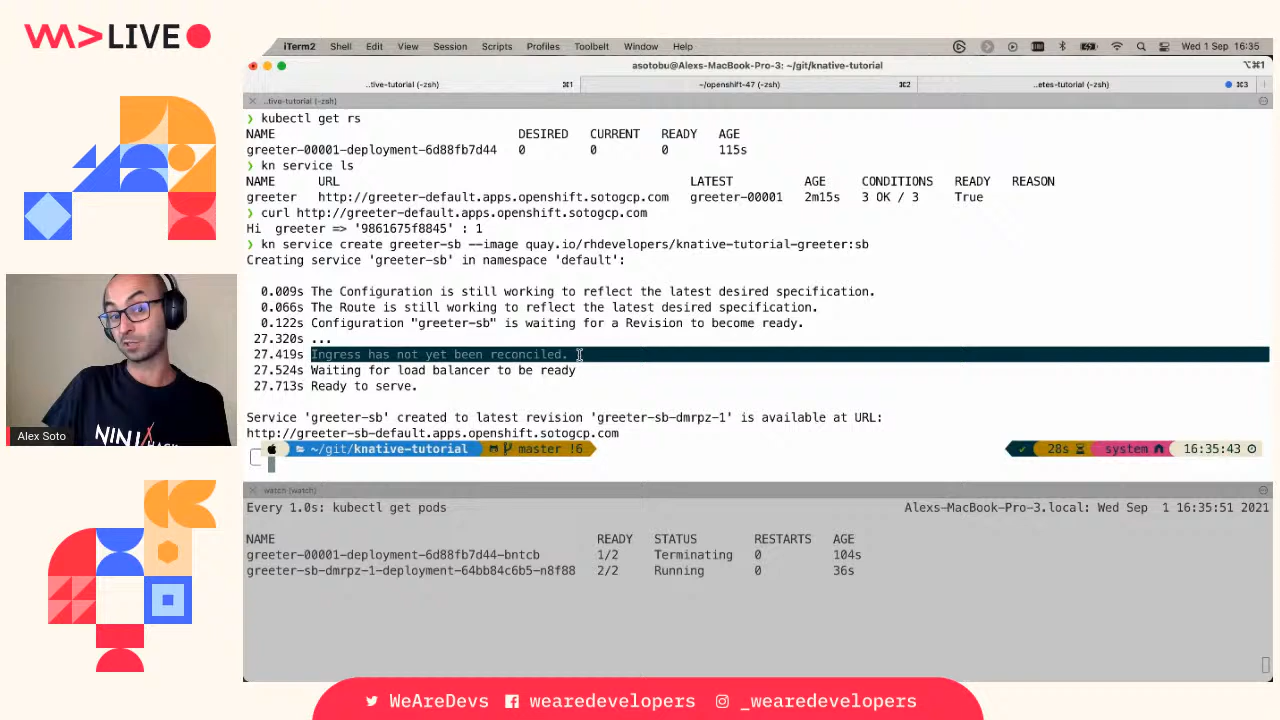 WA>LIVE
iTerm2 Shell Edit View Session Scripts Profiles Toolbelt Window Help Wed 1 Sep 16:35
asotobu@Alexs-MacBook-Pro-3: ~/git/knative-tutorial ⌥⌘1
..tive-tutorial (-zsh) ⌘1 ~/openshift-47 (-zsh) ⌘2 ..etes-tutorial (-zsh) ⌘3
..tive-tutorial (-zsh)
❯ kubectl get rs
NAME DESIRED CURRENT READY AGE
greeter-00001-deployment-6d88fb7d44 0 0 0 115s
❯ kn service ls
NAME URL LATEST AGE CONDITIONS READY REASON
greeter http://greeter-default.apps.openshift.sotogcp.com greeter-00001 2m15s 3 OK / 3 True
❯ curl http://greeter-default.apps.openshift.sotogcp.com
Hi greeter => '9861675f8845' : 1
❯ kn service create greeter-sb --image quay.io/rhdevelopers/knative-tutorial-greeter:sb
Creating service 'greeter-sb' in namespace 'default':
0.009s The Configuration is still working to reflect the latest desired specification.
0.066s The Route is still working to reflect the latest desired specification.
0.122s Configuration "greeter-sb" is waiting for a Revision to become ready.
27.320s ...
27.419s Ingress has not yet been reconciled.
27.524s Waiting for load balancer to be ready
27.713s Ready to serve.
Service 'greeter-sb' created to latest revision 'greeter-sb-dmrpz-1' is available at URL:
http://greeter-sb-default.apps.openshift.sotogcp.com
~/git/knative-tutorial master !6 ✓ 28s system 16:35:43
watch (watch)
Every 1.0s: kubectl get pods Alexs-MacBook-Pro-3.local: Wed Sep 1 16:35:51 2021
NAME READY STATUS RESTARTS AGE
greeter-00001-deployment-6d88fb7d44-bntcb 1/2 Terminating 0 104s
greeter-sb-dmrpz-1-deployment-64bb84c6b5-n8f88 2/2 Running 0 36s
NINJA
Alex Soto
WeAreDevs wearedevelopers _wearedevelopers